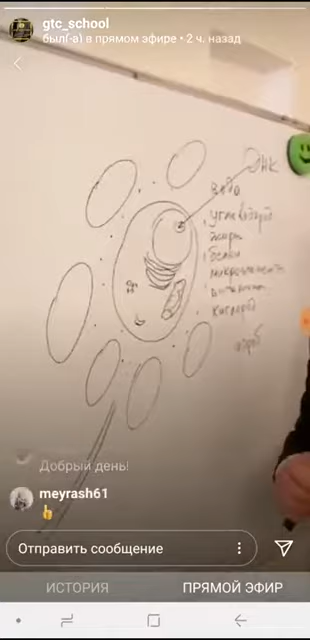 gtc_school
был(-а) в прямом эфире • 2 ч. назад
ДНК
вода
углеводы
жиры
белки
микроэлементы
витамины
кислород
Добрый день!
meyrash61
👆
Отправить сообщение
ИСТОРИЯ
ПРЯМОЙ ЭФИР